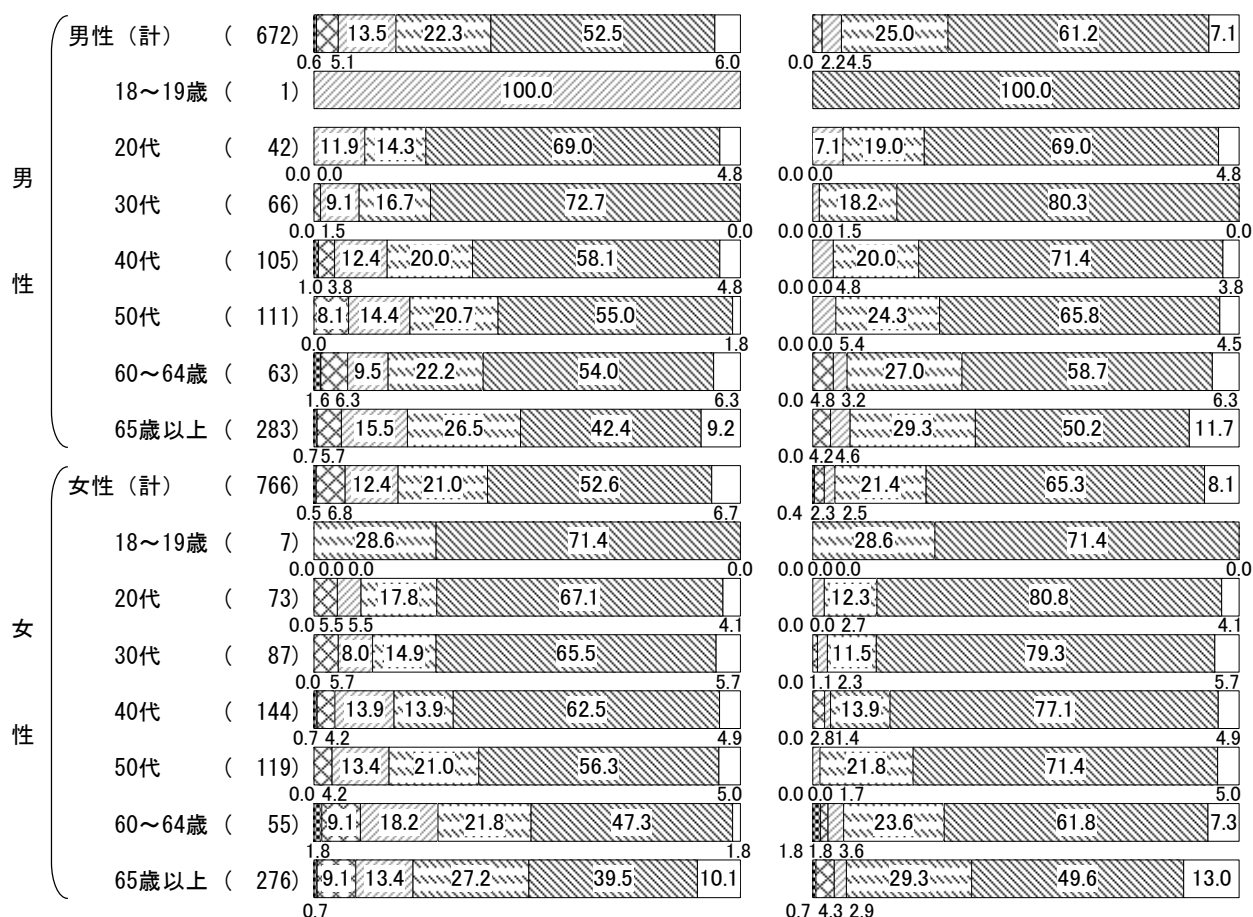 男性（計） （ 672） 13.5 22.3 52.5 25.0 61.2 7.1
0.6 5.1 6.0 0.0 2.2 4.5
18～19歳（ 1） 100.0 100.0
20代 （ 42） 11.9 14.3 69.0 7.1 19.0 69.0
0.0 0.0 4.8 0.0 0.0 4.8
男
30代 （ 66） 9.1 16.7 72.7 18.2 80.3
0.0 1.5 0.0 0.0 0.0 1.5 0.0
40代 （ 105） 12.4 20.0 58.1 20.0 71.4
性
1.0 3.8 4.8 0.0 0.0 4.8 3.8
50代 （ 111） 8.1 14.4 20.7 55.0 24.3 65.8
0.0 1.8 0.0 0.0 5.4 4.5
60～64歳（ 63） 9.5 22.2 54.0 27.0 58.7
1.6 6.3 6.3 0.0 4.8 3.2 6.3
65歳以上（ 283） 15.5 26.5 42.4 9.2 29.3 50.2 11.7
0.7 5.7 0.0 4.2 4.6
女性（計） （ 766） 12.4 21.0 52.6 21.4 65.3 8.1
0.5 6.8 6.7 0.4 2.3 2.5
18～19歳（ 7） 28.6 71.4 28.6 71.4
0.0 0.0 0.0 0.0 0.0 0.0 0.0 0.0
20代 （ 73） 17.8 67.1 12.3 80.8
0.0 5.5 5.5 4.1 0.0 0.0 2.7 4.1
女
30代 （ 87） 8.0 14.9 65.5 11.5 79.3
0.0 5.7 5.7 0.0 1.1 2.3 5.7
40代 （ 144） 13.9 13.9 62.5 13.9 77.1
性
0.7 4.2 4.9 0.0 2.8 1.4 4.9
50代 （ 119） 13.4 21.0 56.3 21.8 71.4
0.0 4.2 5.0 0.0 0.0 1.7 5.0
60～64歳（ 55） 9.1 18.2 21.8 47.3 23.6 61.8 7.3
1.8 1.8 1.8 1.8 3.6
65歳以上（ 276） 9.1 13.4 27.2 39.5 10.1 29.3 49.6 13.0
0.7 0.7 4.3 2.9